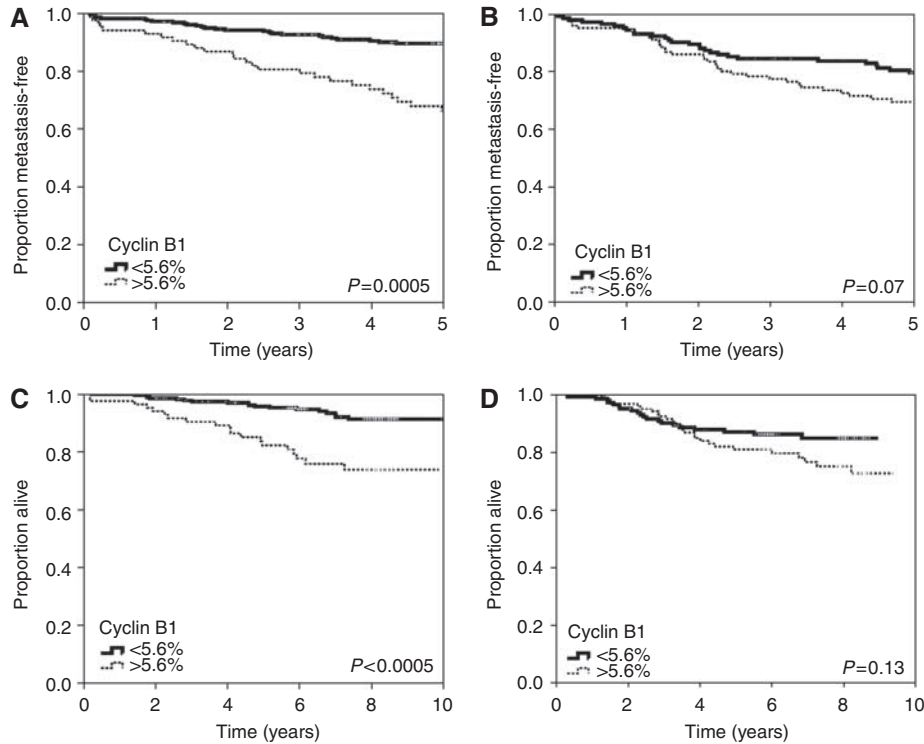 A
Proportion metastasis-free
1.0
0.8
0.6
0.4
0.2
0.0
Cyclin B1
<5.6%
>5.6%
P=0.0005
0 1 2 3 4 5
Time (years)
B
Proportion metastasis-free
1.0
0.8
0.6
0.4
0.2
0.0
Cyclin B1
<5.6%
>5.6%
P=0.07
0 1 2 3 4 5
Time (years)
C
Proportion alive
1.0
0.8
0.6
0.4
0.2
0.0
Cyclin B1
<5.6%
>5.6%
P<0.0005
0 2 4 6 8 10
Time (years)
D
Proportion alive
1.0
0.8
0.6
0.4
0.2
0.0
Cyclin B1
<5.6%
>5.6%
P=0.13
0 2 4 6 8 10
Time (years)